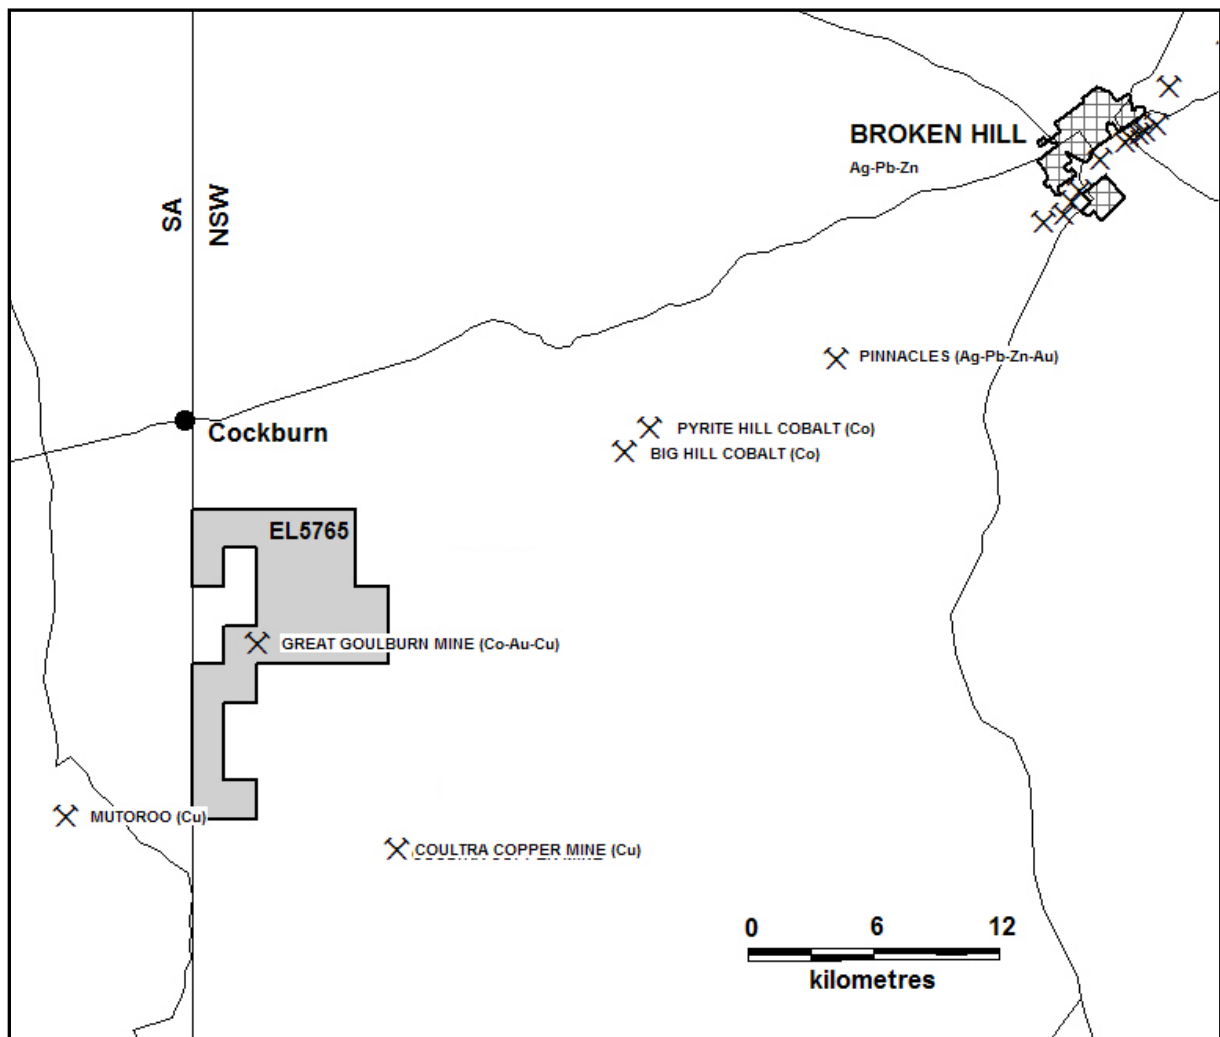 BROKEN HILL
Ag-Pb-Zn
SA
NSW
PINNACLES (Ag-Pb-Zn-Au)
Cockburn
PYRITE HILL COBALT (Co)
BIG HILL COBALT (Co)
EL5765
GREAT GOULBURN MINE (Co-Au-Cu)
MUTOROO (Cu)
COULTRA COPPER MINE (Cu)
0 6 12
kilometres